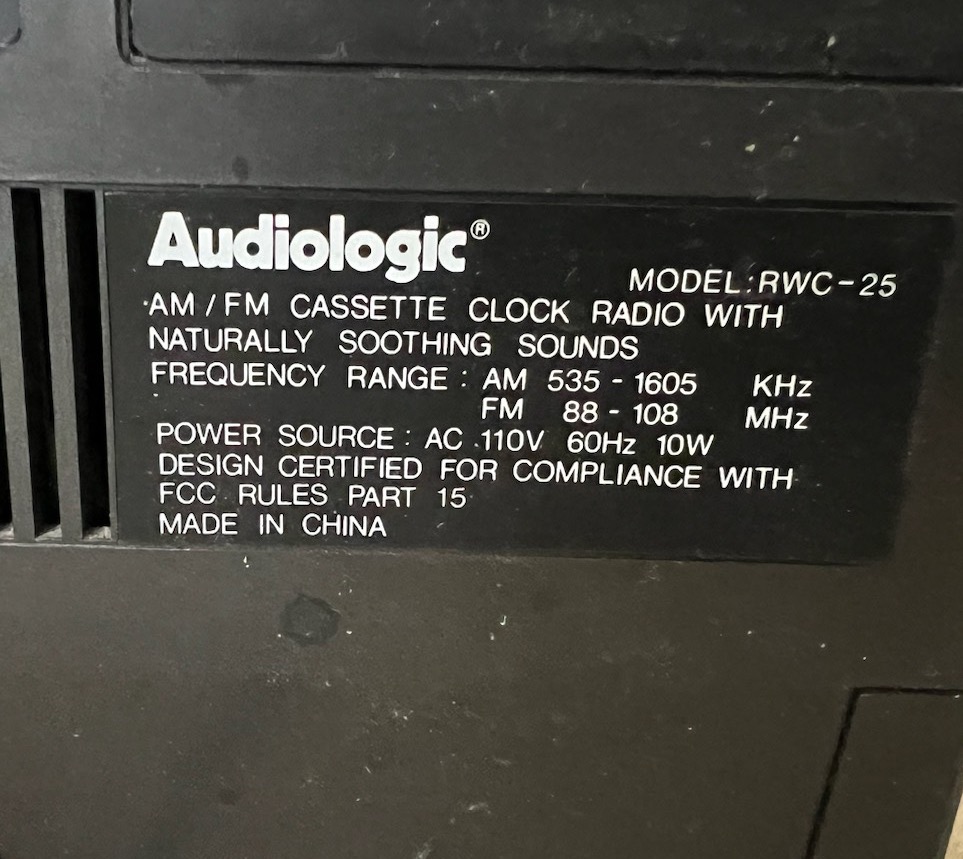 Audiologic®
MODEL:RWC-25
AM/FM CASSETTE CLOCK RADIO WITH
NATURALLY SOOTHING SOUNDS
FREQUENCY RANGE: AM 535-1605 KHz
FM 88-108 MHz
POWER SOURCE: AC 110V 60Hz 10W
DESIGN CERTIFIED FOR COMPLIANCE WITH
FCC RULES PART 15
MADE IN CHINA